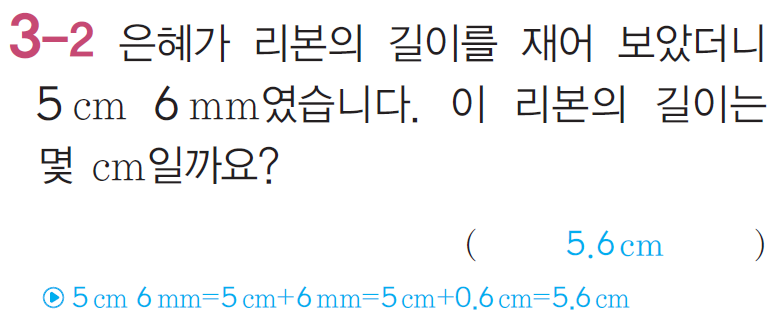 3-2 은혜가 리본의 길이를 재어 보았더니
5 cm 6 mm였습니다. 이 리본의 길이는
몇 cm일까요?
( 5.6 cm )
▶ 5 cm 6 mm=5 cm+6 mm=5 cm+0.6 cm=5.6 cm